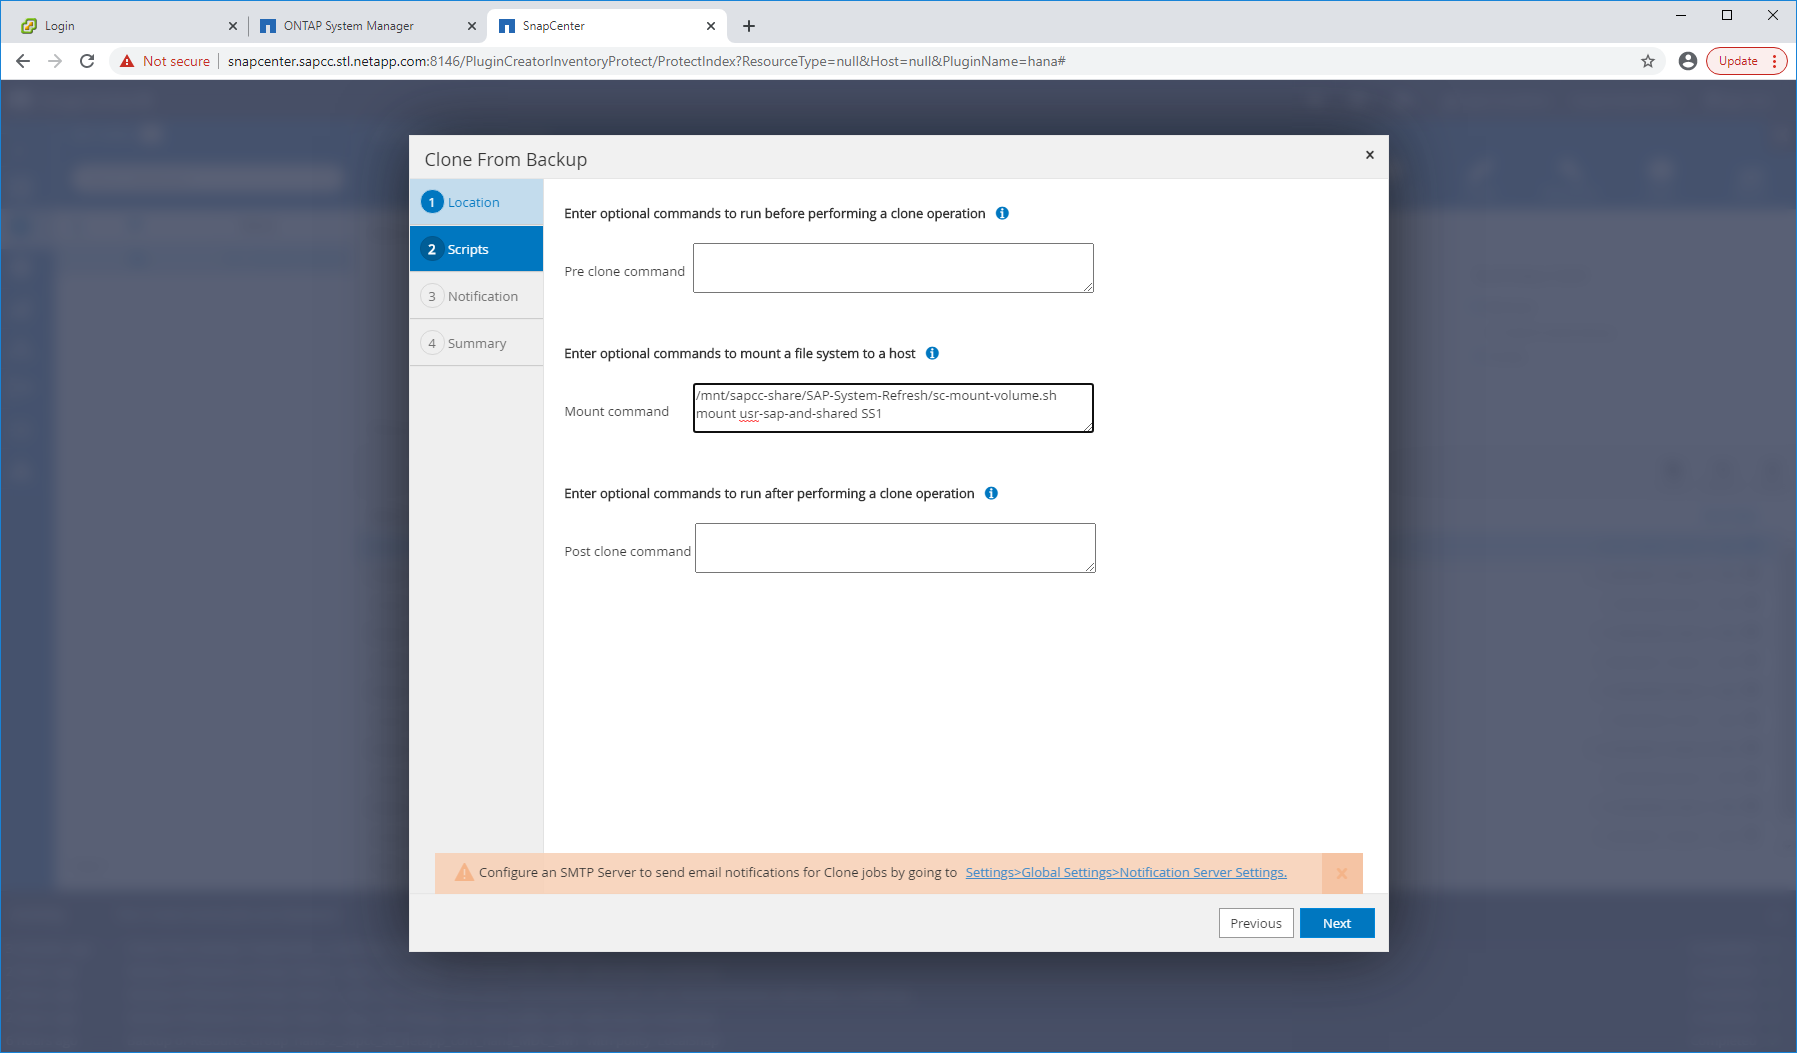 Login
ONTAP System Manager
SnapCenter
Not secure
snapcenter.sapcc.stl.netapp.com:8146/PluginCreatorInventoryProtect/ProtectIndex?ResourceType=null&Host=null&PluginName=hana#
Update
Clone From Backup
1 Location
2 Scripts
3 Notification
4 Summary
Enter optional commands to run before performing a clone operation
Pre clone command
Enter optional commands to mount a file system to a host
Mount command
/mnt/sapcc-share/SAP-System-Refresh/sc-mount-volume.sh
mount usr-sap-and-shared SS1
Enter optional commands to run after performing a clone operation
Post clone command
Configure an SMTP Server to send email notifications for Clone jobs by going to Settings>Global Settings>Notification Server Settings.
Previous
Next